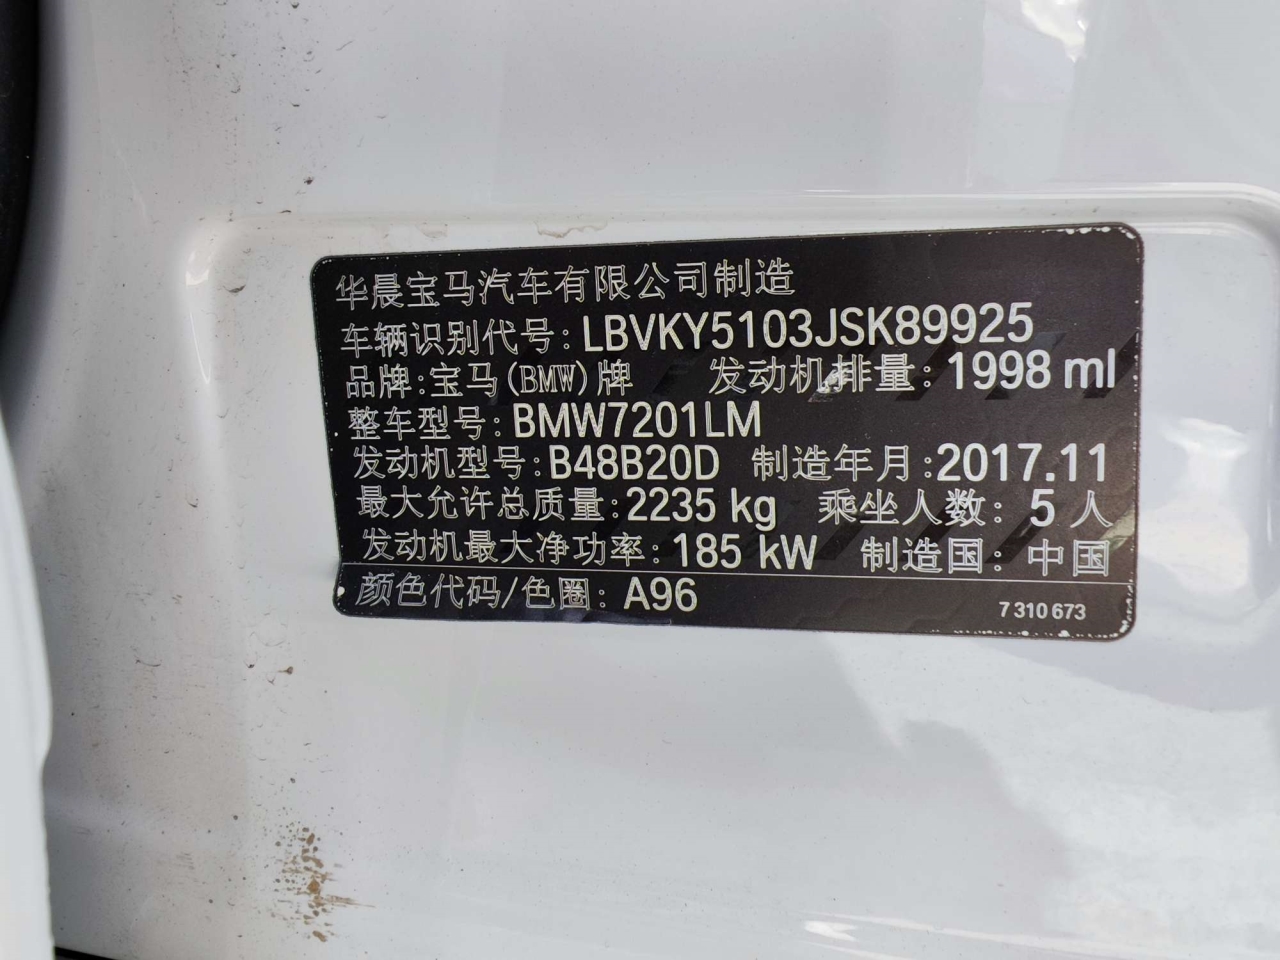 华晨宝马汽车有限公司制造
车辆识别代号：LBVKY5103JSK89925
品牌：宝马(BMW)牌 发动机排量：1998 ml
整车型号：BMW7201LM
发动机型号：B48B20D 制造年月：2017.11
最大允许总质量：2235 kg 乘坐人数：5 人
发动机最大净功率：185 kW 制造国：中国
颜色代码/色圈：A96 7 310 673